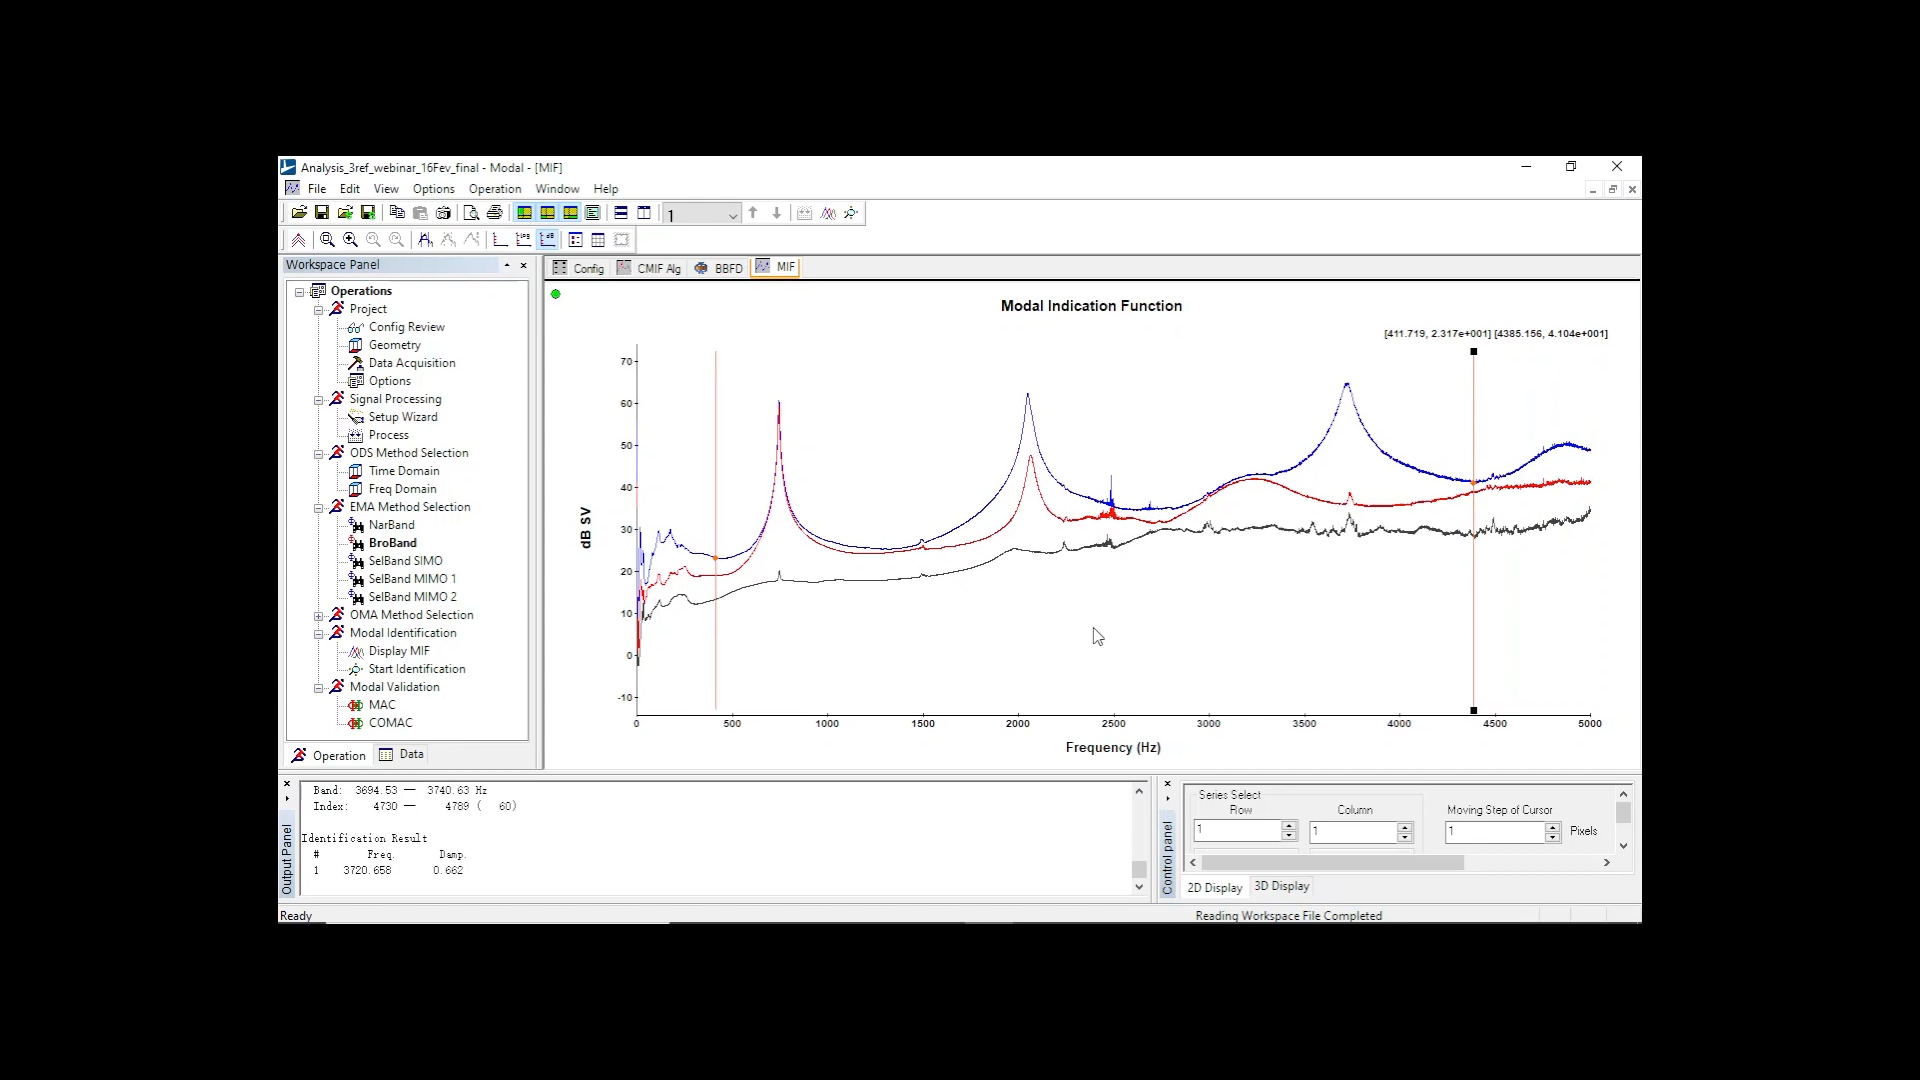 Analysis_3ref_webinar_16Fev_final - Modal - [MIF]
File Edit View Options Operation Window Help
1
Workspace Panel
Config CMIF Alg BBFD MIF
Operations
Project
Config Review
Geometry
Data Acquisition
Options
Signal Processing
Setup Wizard
Process
ODS Method Selection
Time Domain
Freq Domain
EMA Method Selection
NarBand
BroBand
SelBand SIMO
SelBand MIMO 1
SelBand MIMO 2
OMA Method Selection
Modal Identification
Display MIF
Start Identification
Modal Validation
MAC
COMAC
Operation Data
Modal Indication Function
[411.719, 2.317e+001] [4385.156, 4.104e+001]
dB SV
70
60
50
40
30
20
10
0
-10
0 500 1000 1500 2000 2500 3000 3500 4000 4500 5000
Frequency (Hz)
Output Panel
Band: 3694.53 — 3740.63 Hz
Index: 4730 — 4789 ( 60)
Identification Result
# Freq. Damp.
1 3720.658 0.662
Control panel
Series Select
Row Column Moving Step of Cursor
1 1 1 Pixels
2D Display 3D Display
Ready Reading Workspace File Completed